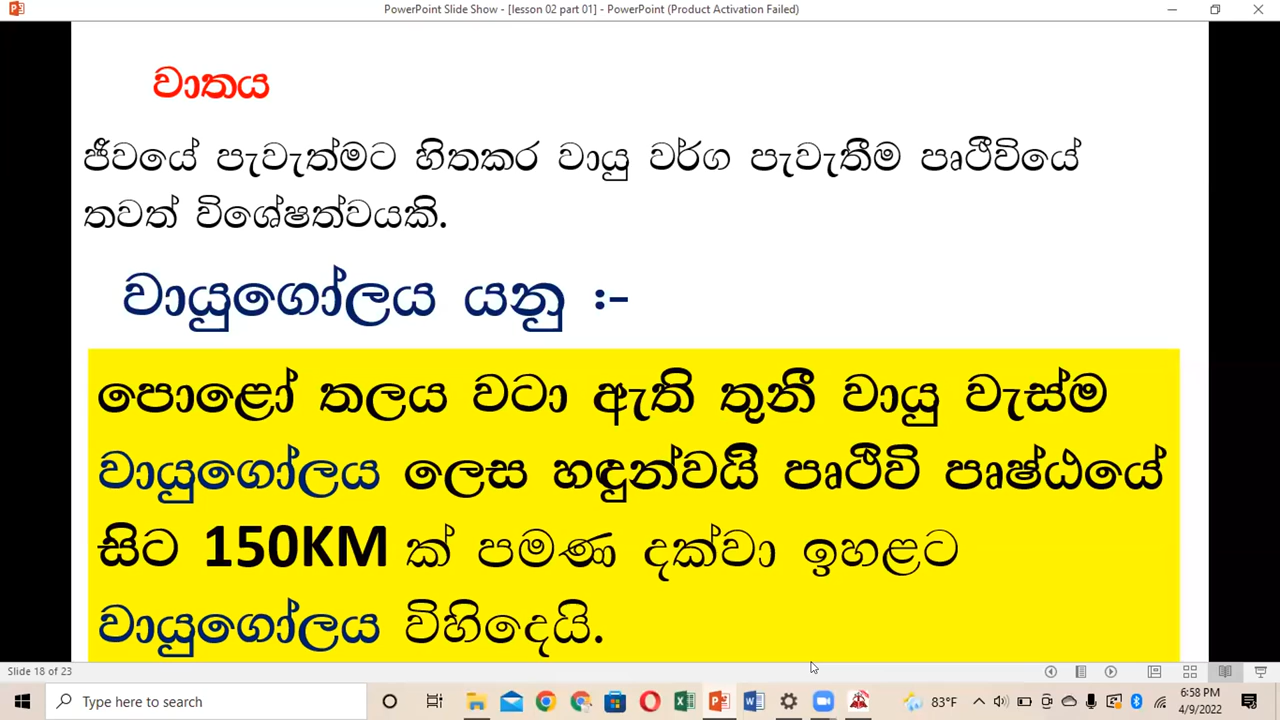 PowerPoint Slide Show - [lesson 02 part 01] - PowerPoint (Product Activation Failed)
වාතය
ජීවයේ පැවැත්මට හිතකර වායු වර්ග පැවැතීම පෘථිවියේ
තවත් විශේෂත්වයකි.
වායුගෝලය යනු :-
පොළෝ තලය වටා ඇති තුනී වායු වැස්ම
වායුගෝලය ලෙස හඳුන්වයි පෘථිවි පෘෂ්ඨයේ
සිට 150KM ක් පමණ දක්වා ඉහළට
වායුගෝලය විහිදෙයි.
Slide 18 of 23
Type here to search
83°F
6:58 PM
4/9/2022